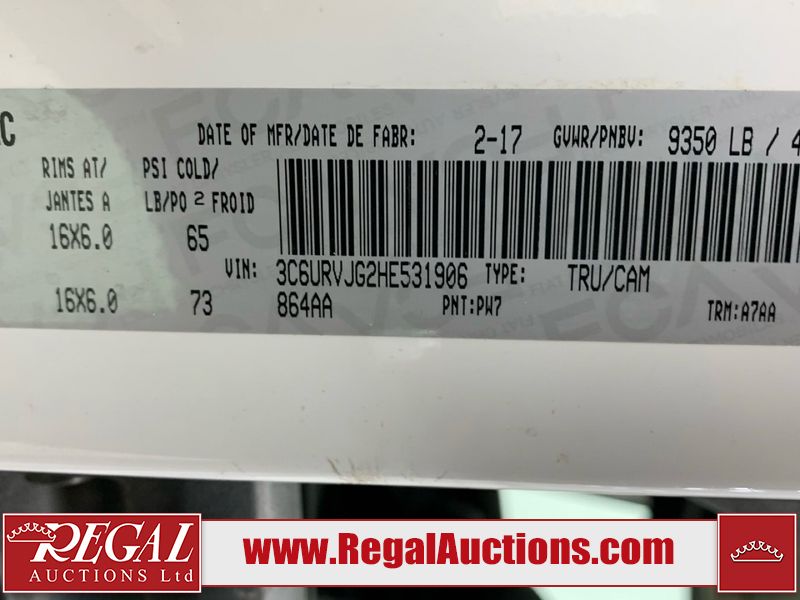 DATE OF MFR/DATE DE FABR: 2-17 GVWR/PNBV: 9350 LB / 4
RIMS AT/ PSI COLD/
JANTES A LB/PO 2 FROID
16X6.0 65
VIN: 3C6URVJG2HE531906 TYPE: TRU/CAM
16X6.0 73 864AA PNT:PW7 TRM:A7AA
REGAL
AUCTIONS Ltd
www.RegalAuctions.com